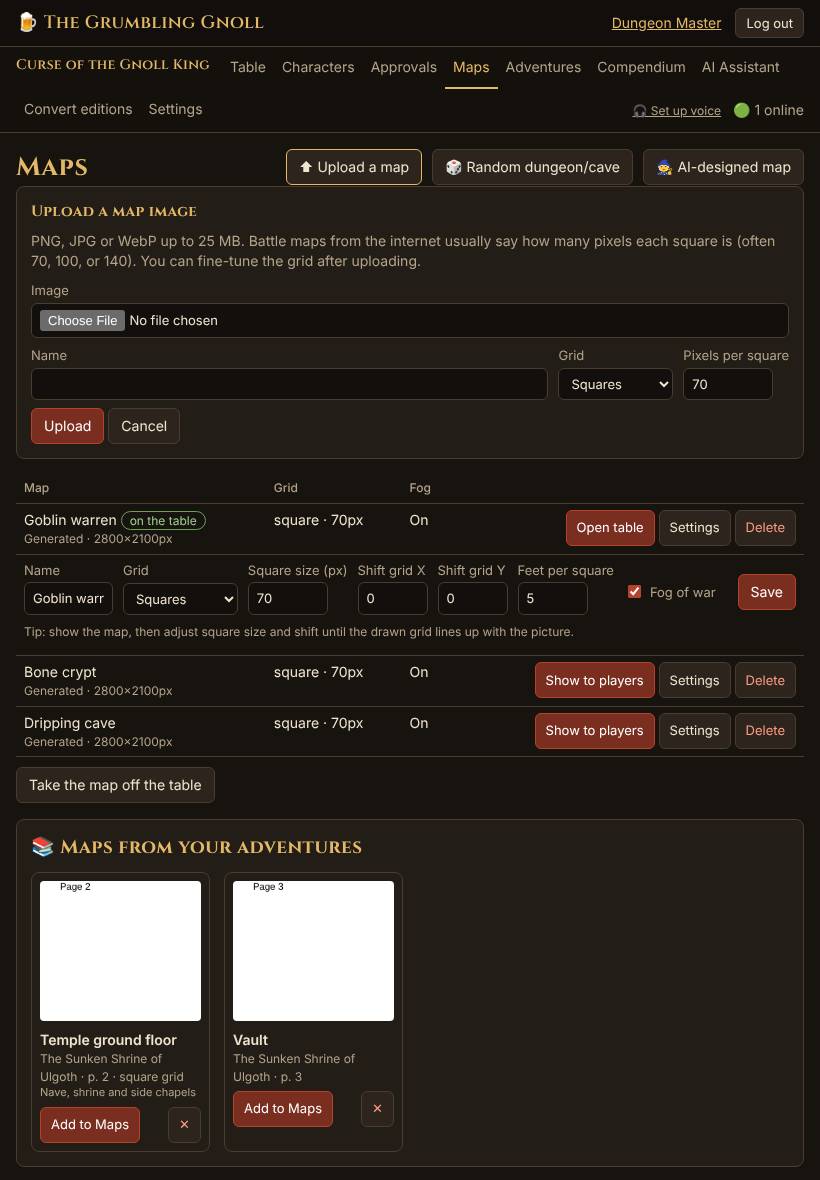 🍺 The Grumbling Gnoll
Dungeon Master
Log out
Curse of the Gnoll King
Table
Characters
Approvals
Maps
Adventures
Compendium
AI Assistant
Convert editions
Settings
🎧 Set up voice
🟢 1 online
Maps
⬆ Upload a map
🎲 Random dungeon/cave
🧙 AI-designed map
Upload a map image
PNG, JPG or WebP up to 25 MB. Battle maps from the internet usually say how many pixels each square is (often
70, 100, or 140). You can fine-tune the grid after uploading.
Image
Choose File No file chosen
Name
Grid
Pixels per square
Squares
70
Upload
Cancel
Map
Grid
Fog
Goblin warren on the table
square · 70px
On
Open table
Settings
Delete
Generated · 2800×2100px
Name
Grid
Square size (px)
Shift grid X
Shift grid Y
Feet per square
Goblin warr
Squares
70
0
0
5
Fog of war
Save
Tip: show the map, then adjust square size and shift until the drawn grid lines up with the picture.
Bone crypt
square · 70px
On
Show to players
Settings
Delete
Generated · 2800×2100px
Dripping cave
square · 70px
On
Show to players
Settings
Delete
Generated · 2800×2100px
Take the map off the table
📚 Maps from your adventures
Page 2
Temple ground floor
The Sunken Shrine of
Ulgoth · p. 2 · square grid
Nave, shrine and side chapels
Add to Maps
×
Page 3
Vault
The Sunken Shrine of
Ulgoth · p. 3
Add to Maps
×